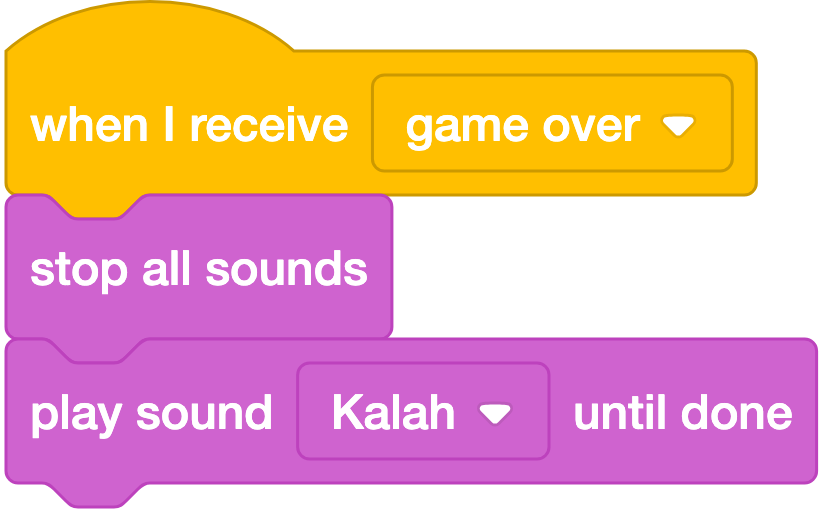 when I receive game over
stop all sounds
play sound Kalah until done